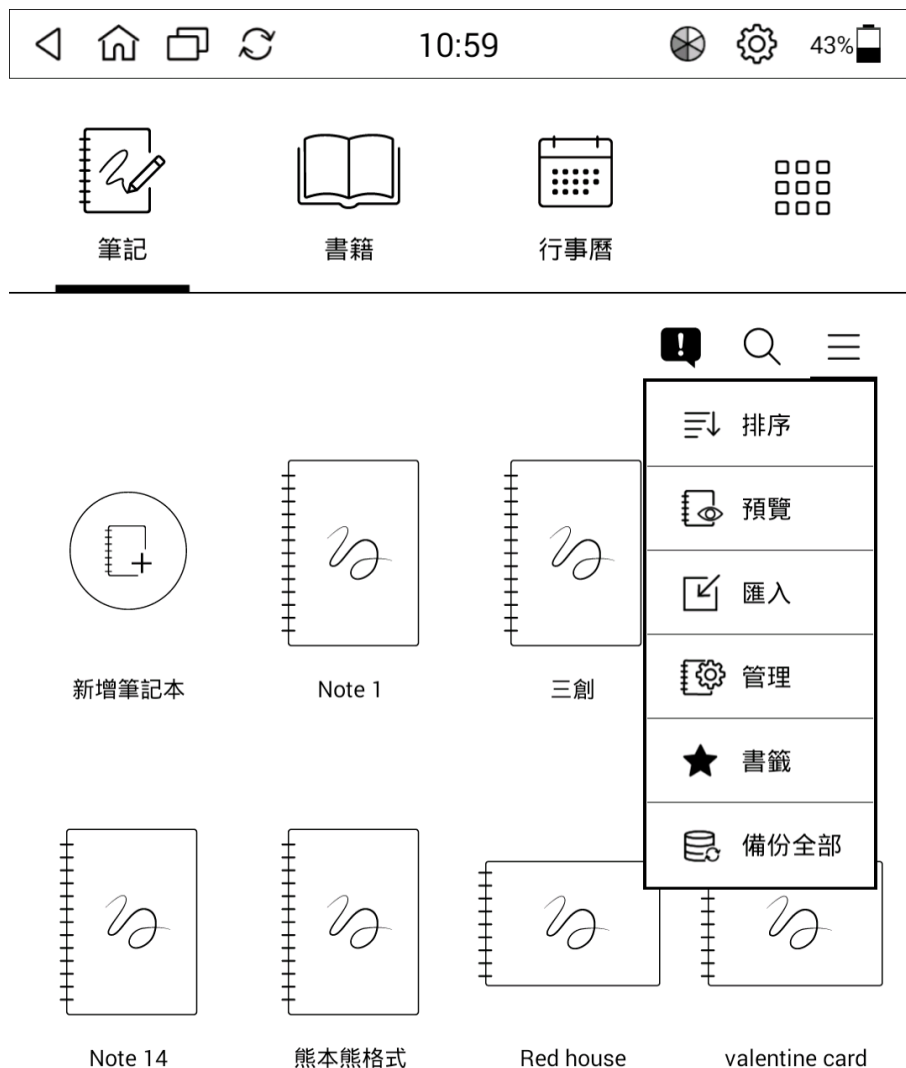 10:59
43%
筆記
書籍
行事曆
排序
預覽
匯入
管理
書籤
備份全部
新增筆記本
Note 1
三創
Note 14
熊本熊格式
Red house
valentine card